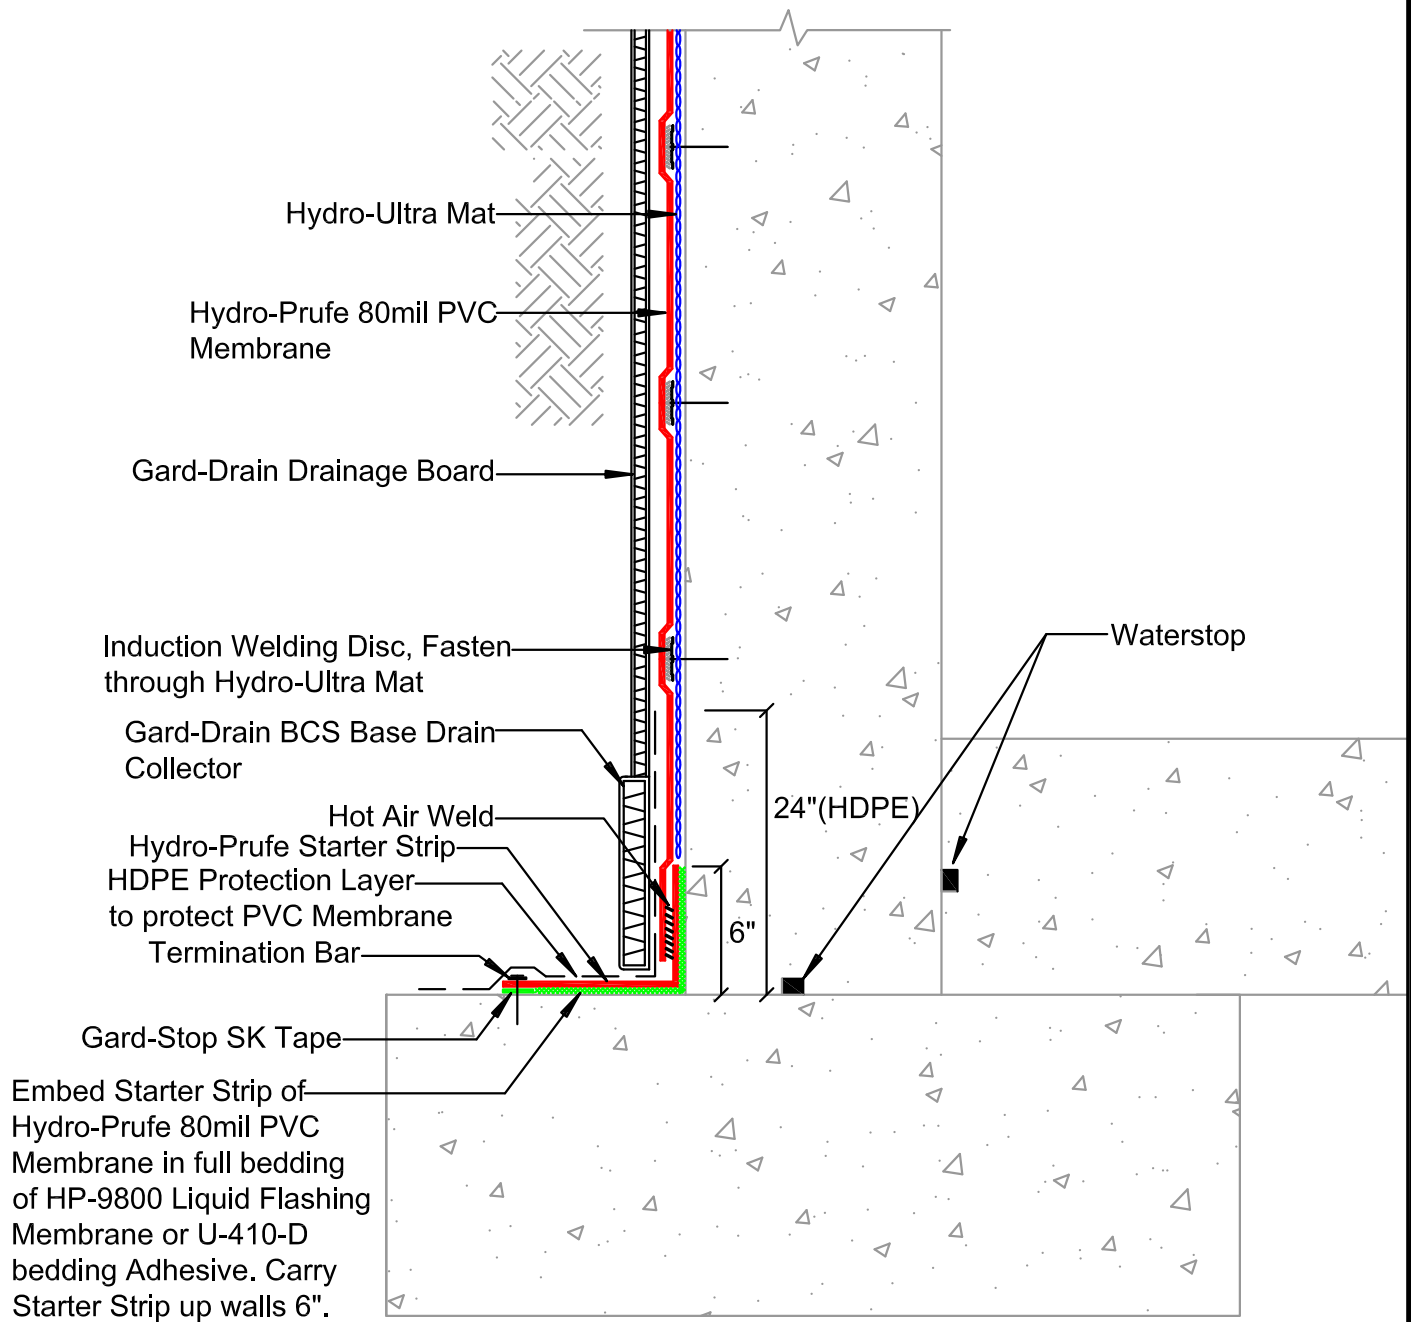 Hydro-Ultra Mat
Hydro-Prufe 80mil PVC
Membrane
Gard-Drain Drainage Board
Induction Welding Disc, Fasten
through Hydro-Ultra Mat
Waterstop
Gard-Drain BCS Base Drain
Collector
24"(HDPE)
Hot Air Weld
Hydro-Prufe Starter Strip
HDPE Protection Layer
to protect PVC Membrane
6"
Termination Bar
Gard-Stop SK Tape
Embed Starter Strip of
Hydro-Prufe 80mil PVC
Membrane in full bedding
of HP-9800 Liquid Flashing
Membrane or U-410-D
bedding Adhesive. Carry
Starter Strip up walls 6".